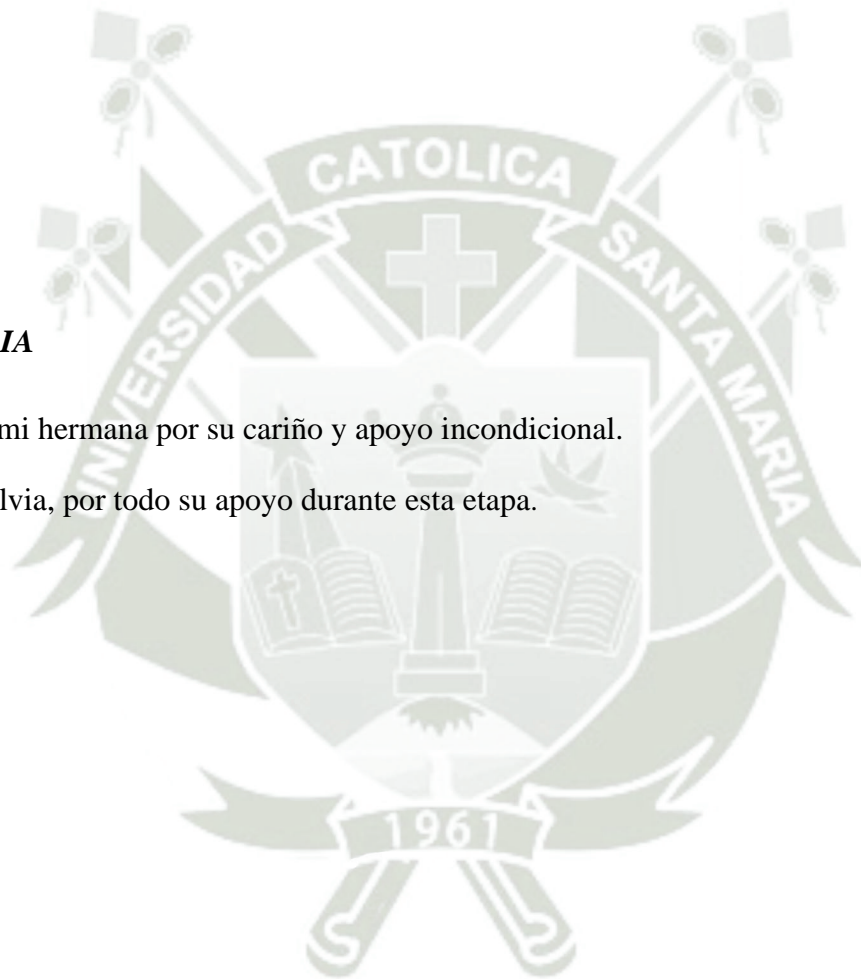 CATOLICA
UNIVERSIDAD
SANTA MARIA
IA
mi hermana por su cariño y apoyo incondicional.
lvia, por todo su apoyo durante esta etapa.
1961